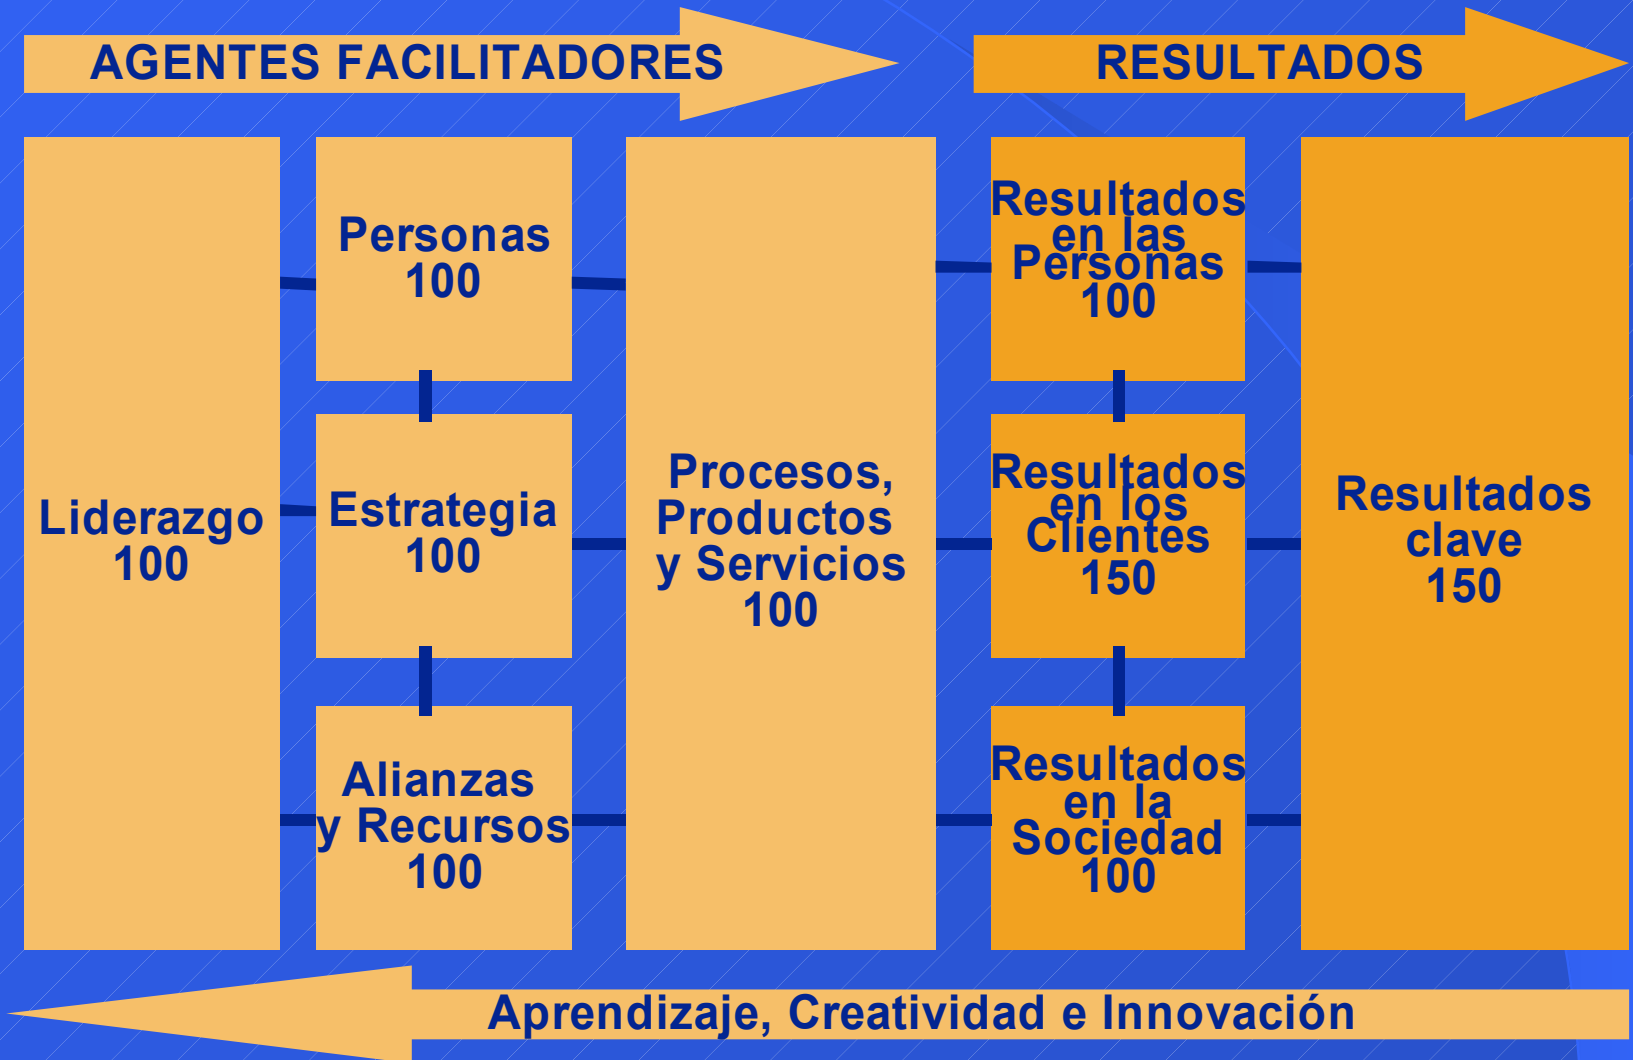 AGENTES FACILITADORES
RESULTADOS
Liderazgo
100
Personas
100
Estrategia
100
Alianzas
y Recursos
100
Procesos,
Productos
y Servicios
100
Resultados
en las
Personas
100
Resultados
en los
Clientes
150
Resultados
en la
Sociedad
100
Resultados
clave
150
Aprendizaje, Creatividad e Innovación